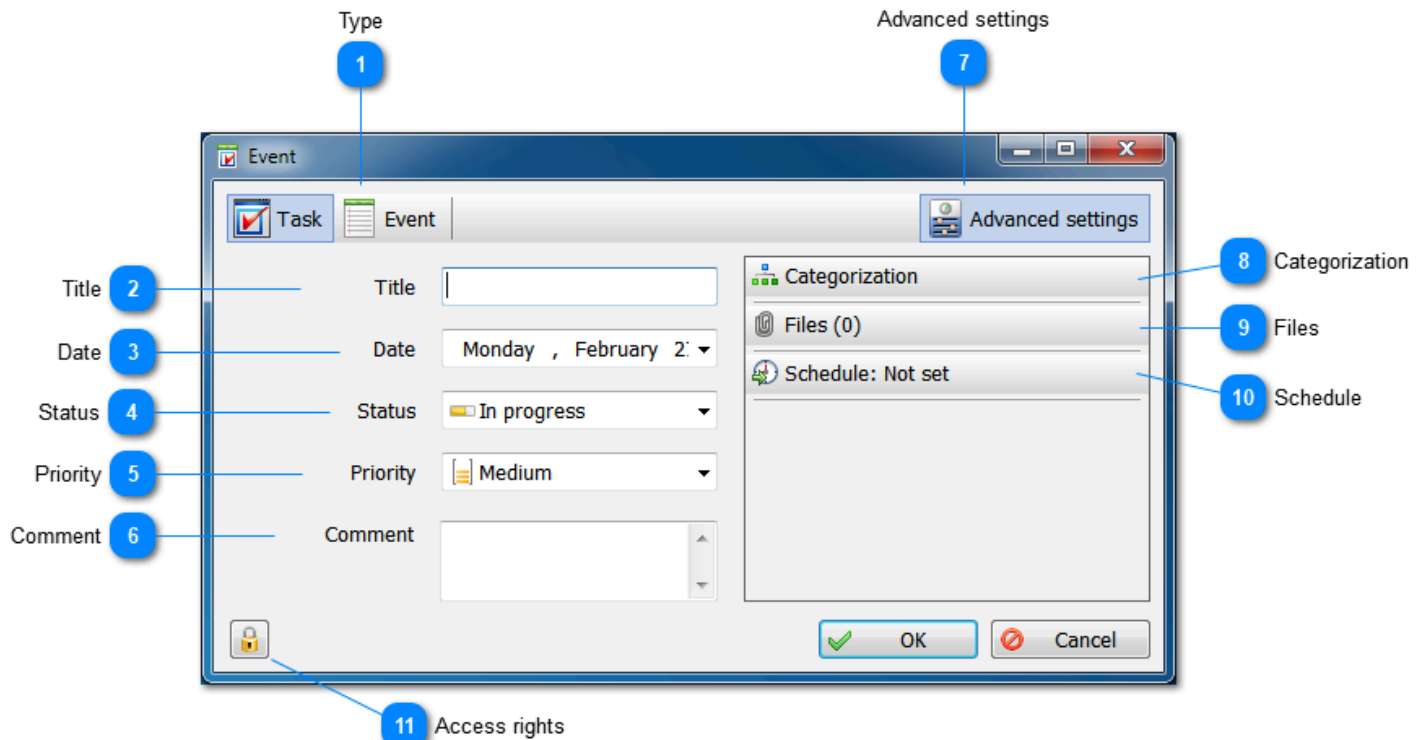 Type
1
Advanced settings
7
Event
Task Event Advanced settings
Title 2 Title
Date 3 Date Monday , February
Status 4 Status In progress
Priority 5 Priority Medium
Comment 6 Comment
Categorization 8 Categorization
Files (0) 9 Files
Schedule: Not set 10 Schedule
OK Cancel
11 Access rights